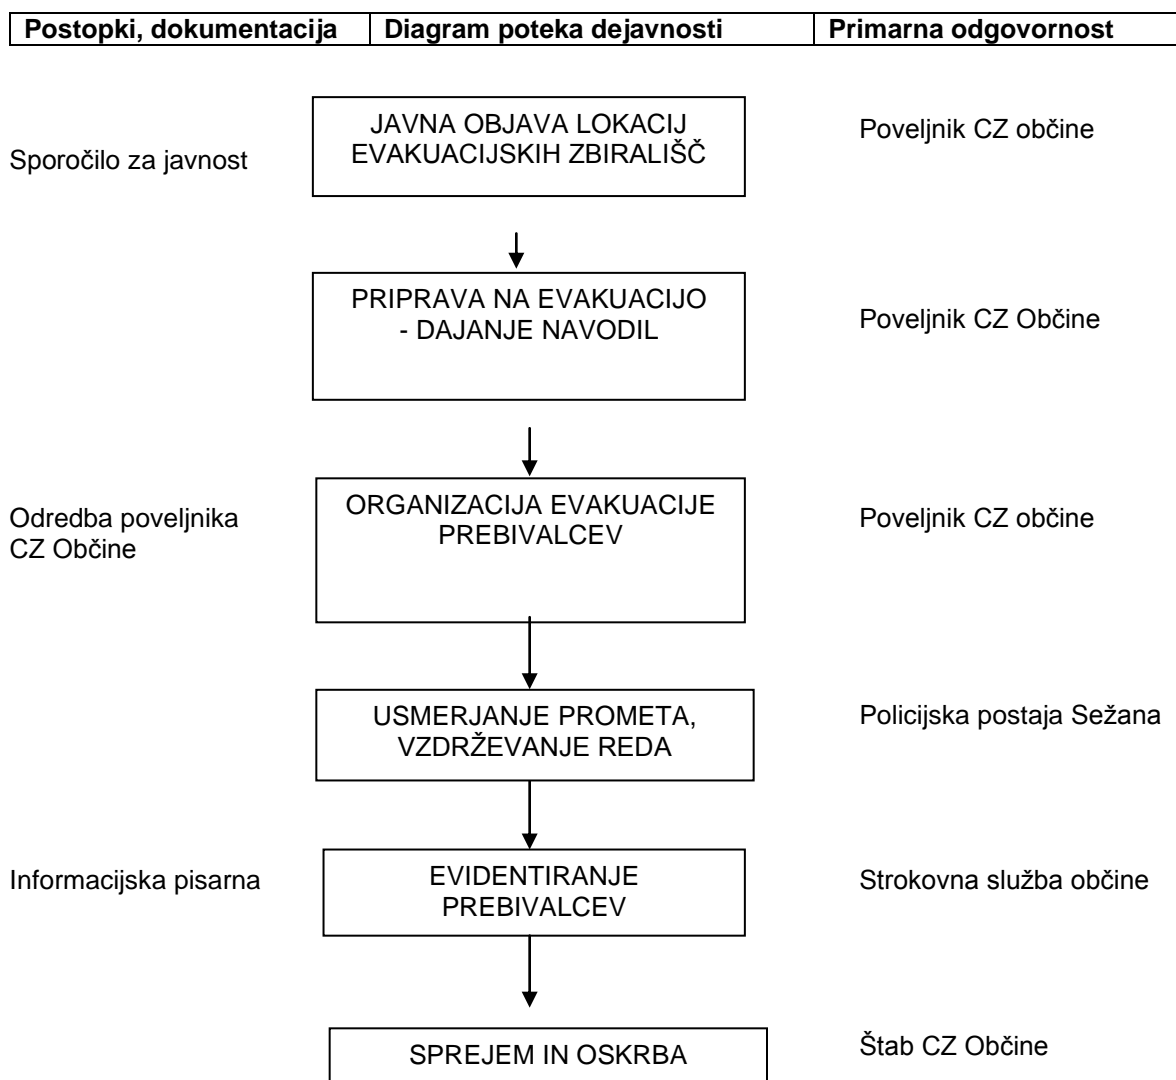 Postopki, dokumentacija Diagram poteka dejavnosti Primarna odgovornost
JAVNA OBJAVA LOKACIJ
EVAKUACIJSKIH ZBIRALIŠČ
Poveljnik CZ občine
Sporočilo za javnost
PRIPRAVA NA EVAKUACIJO
- DAJANJE NAVODIL
Poveljnik CZ Občine
Odredba poveljnika
CZ Občine
ORGANIZACIJA EVAKUACIJE
PREBIVALCEV
Poveljnik CZ občine
USMERJANJE PROMETA,
VZDRŽEVANJE REDA
Policijska postaja Sežana
Informacijska pisarna
EVIDENTIRANJE
PREBIVALCEV
Strokovna služba občine
SPREJEM IN OSKRBA
Štab CZ Občine